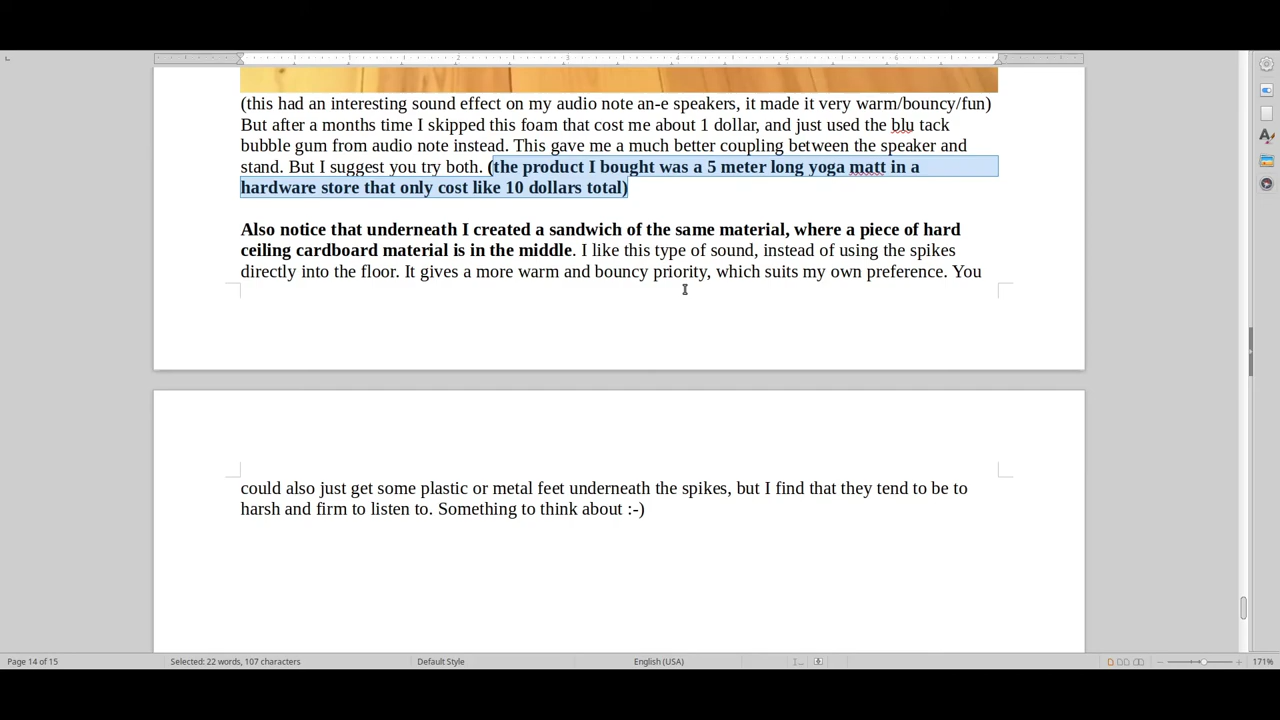 (this had an interesting sound effect on my audio note an-e speakers, it made it very warm/bouncy/fun)
But after a months time I skipped this foam that cost me about 1 dollar, and just used the blu tack
bubble gum from audio note instead. This gave me a much better coupling between the speaker and
stand. But I suggest you try both. (the product I bought was a 5 meter long yoga matt in a
hardware store that only cost like 10 dollars total)
Also notice that underneath I created a sandwich of the same material, where a piece of hard
ceiling cardboard material is in the middle. I like this type of sound, instead of using the spikes
directly into the floor. It gives a more warm and bouncy priority, which suits my own preference. You
could also just get some plastic or metal feet underneath the spikes, but I find that they tend to be to
harsh and firm to listen to. Something to think about :-)
Page 14 of 15 Selected: 22 words, 107 characters Default Style English (USA) 171%